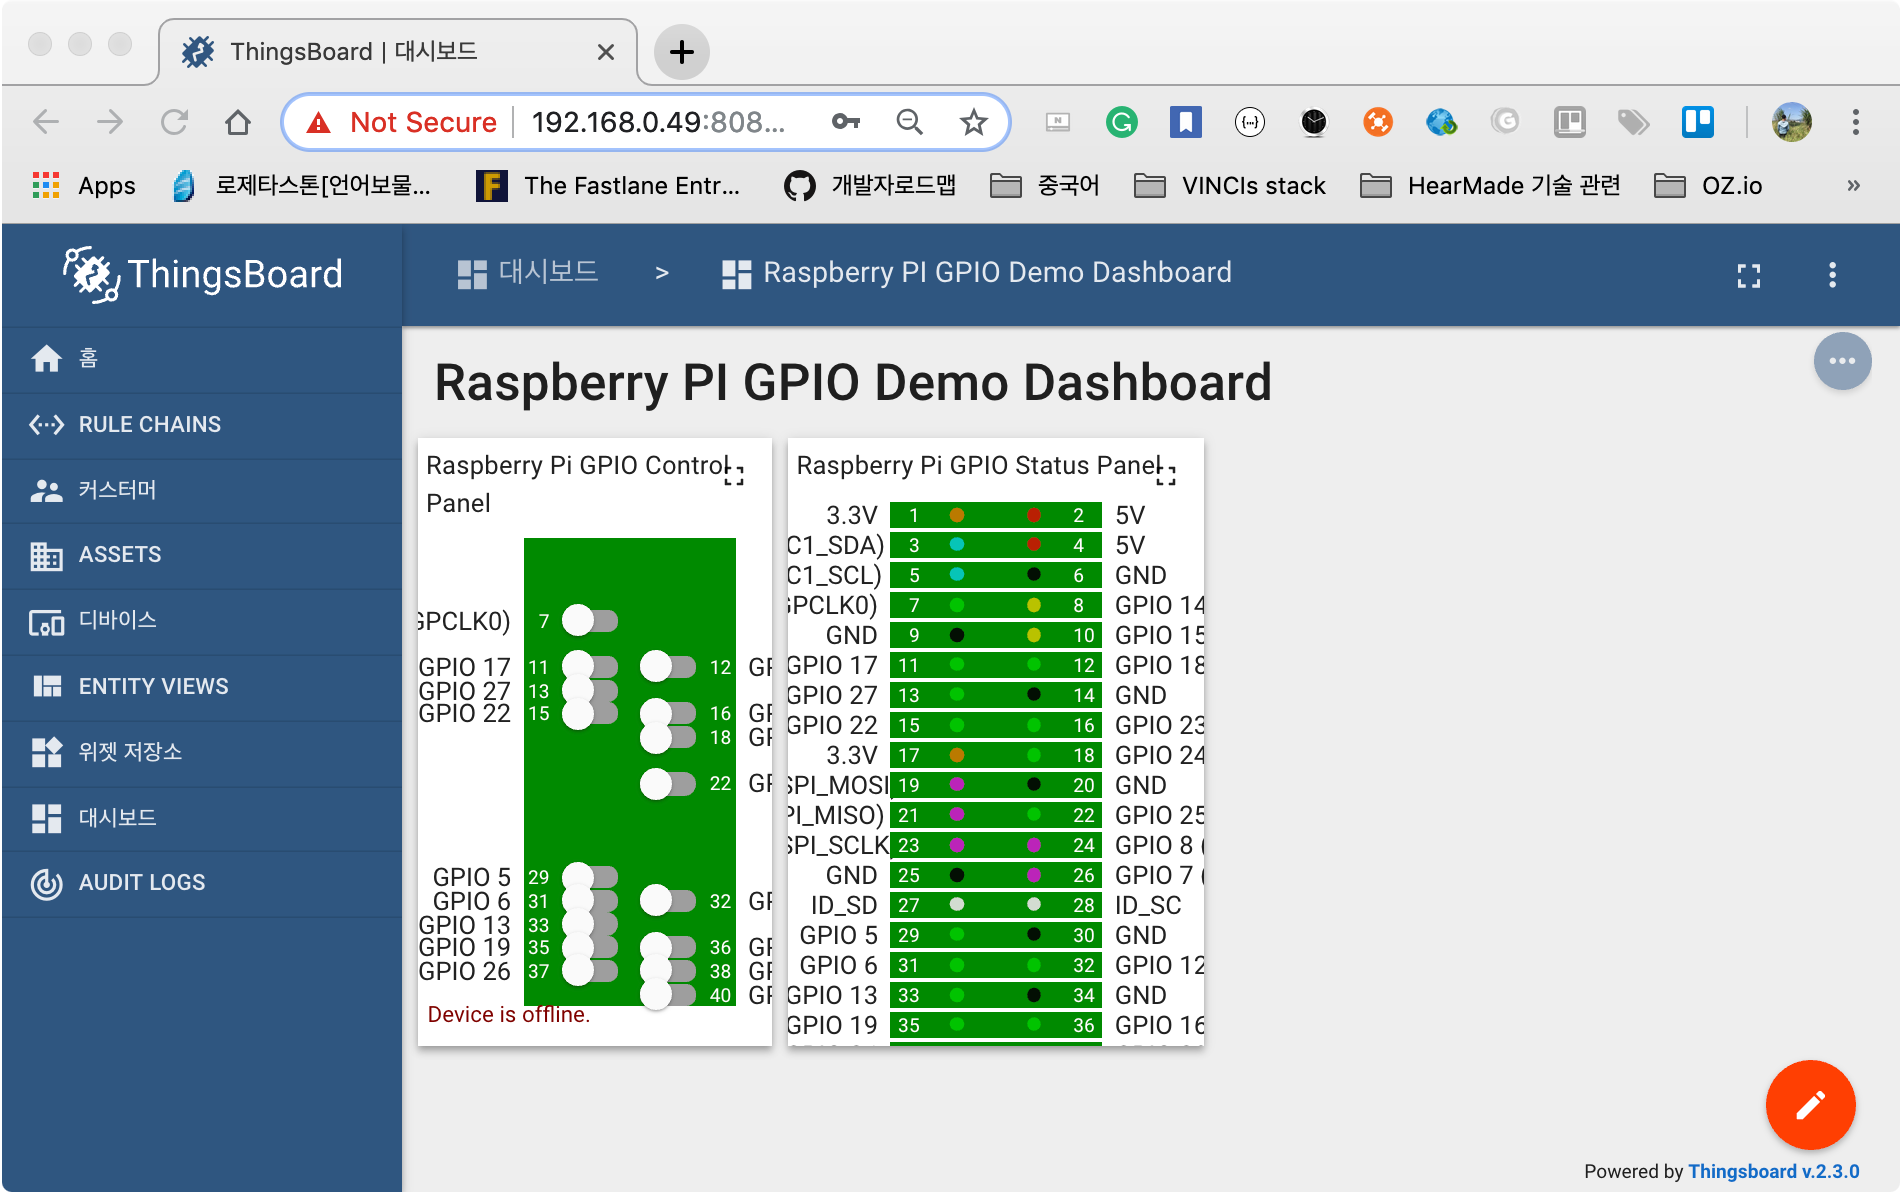 ThingsBoard | 대시보드
Not Secure
192.168.0.49:808...
Apps
로제타스톤[언어보물...
The Fastlane Entr...
개발자로드맵
중국어
VINCIs stack
HearMade 기술 관련
OZ.io
»
ThingsBoard
대시보드 > Raspberry PI GPIO Demo Dashboard
홈
RULE CHAINS
커스터머
ASSETS
디바이스
ENTITY VIEWS
위젯 저장소
대시보드
AUDIT LOGS
Raspberry PI GPIO Demo Dashboard
Raspberry Pi GPIO Control
Panel
GPCLK0) 7
GPIO 17 11 12 GP
GPIO 27 13
GPIO 22 15 16 GP
18 GP
22 GP
GPIO 5 29
GPIO 6 31 32 GP
GPIO 13 33
GPIO 19 35 36 GP
GPIO 26 37 38 GP
40 GP
Device is offline.
Raspberry Pi GPIO Status Panel
3.3V 1 2 5V
C1_SDA) 3 4 5V
C1_SCL) 5 6 GND
GPCLK0) 7 8 GPIO 14
GND 9 10 GPIO 15
GPIO 17 11 12 GPIO 18
GPIO 27 13 14 GND
GPIO 22 15 16 GPIO 23
3.3V 17 18 GPIO 24
SPI_MOSI 19 20 GND
PI_MISO) 21 22 GPIO 25
SPI_SCLK 23 24 GPIO 8 (
GND 25 26 GPIO 7 (
ID_SD 27 28 ID_SC
GPIO 5 29 30 GND
GPIO 6 31 32 GPIO 12
GPIO 13 33 34 GND
GPIO 19 35 36 GPIO 16
Powered by Thingsboard v.2.3.0